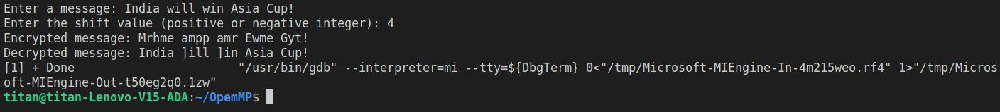 Enter a message: India will win Asia Cup!
Enter the shift value (positive or negative integer): 4
Encrypted message: Mrhme ampp amr Ewme Gyt!
Decrypted message: India ]ill ]in Asia Cup!
[1] + Done                       "/usr/bin/gdb" --interpreter=mi --tty=${DbgTerm} 0<"/tmp/Microsoft-MIEngine-In-4m215weo.rf4" 1>"/tmp/Micros
oft-MIEngine-Out-t50eg2q0.1zw"
titan@titan-Lenovo-V15-ADA:~/OpemMP$